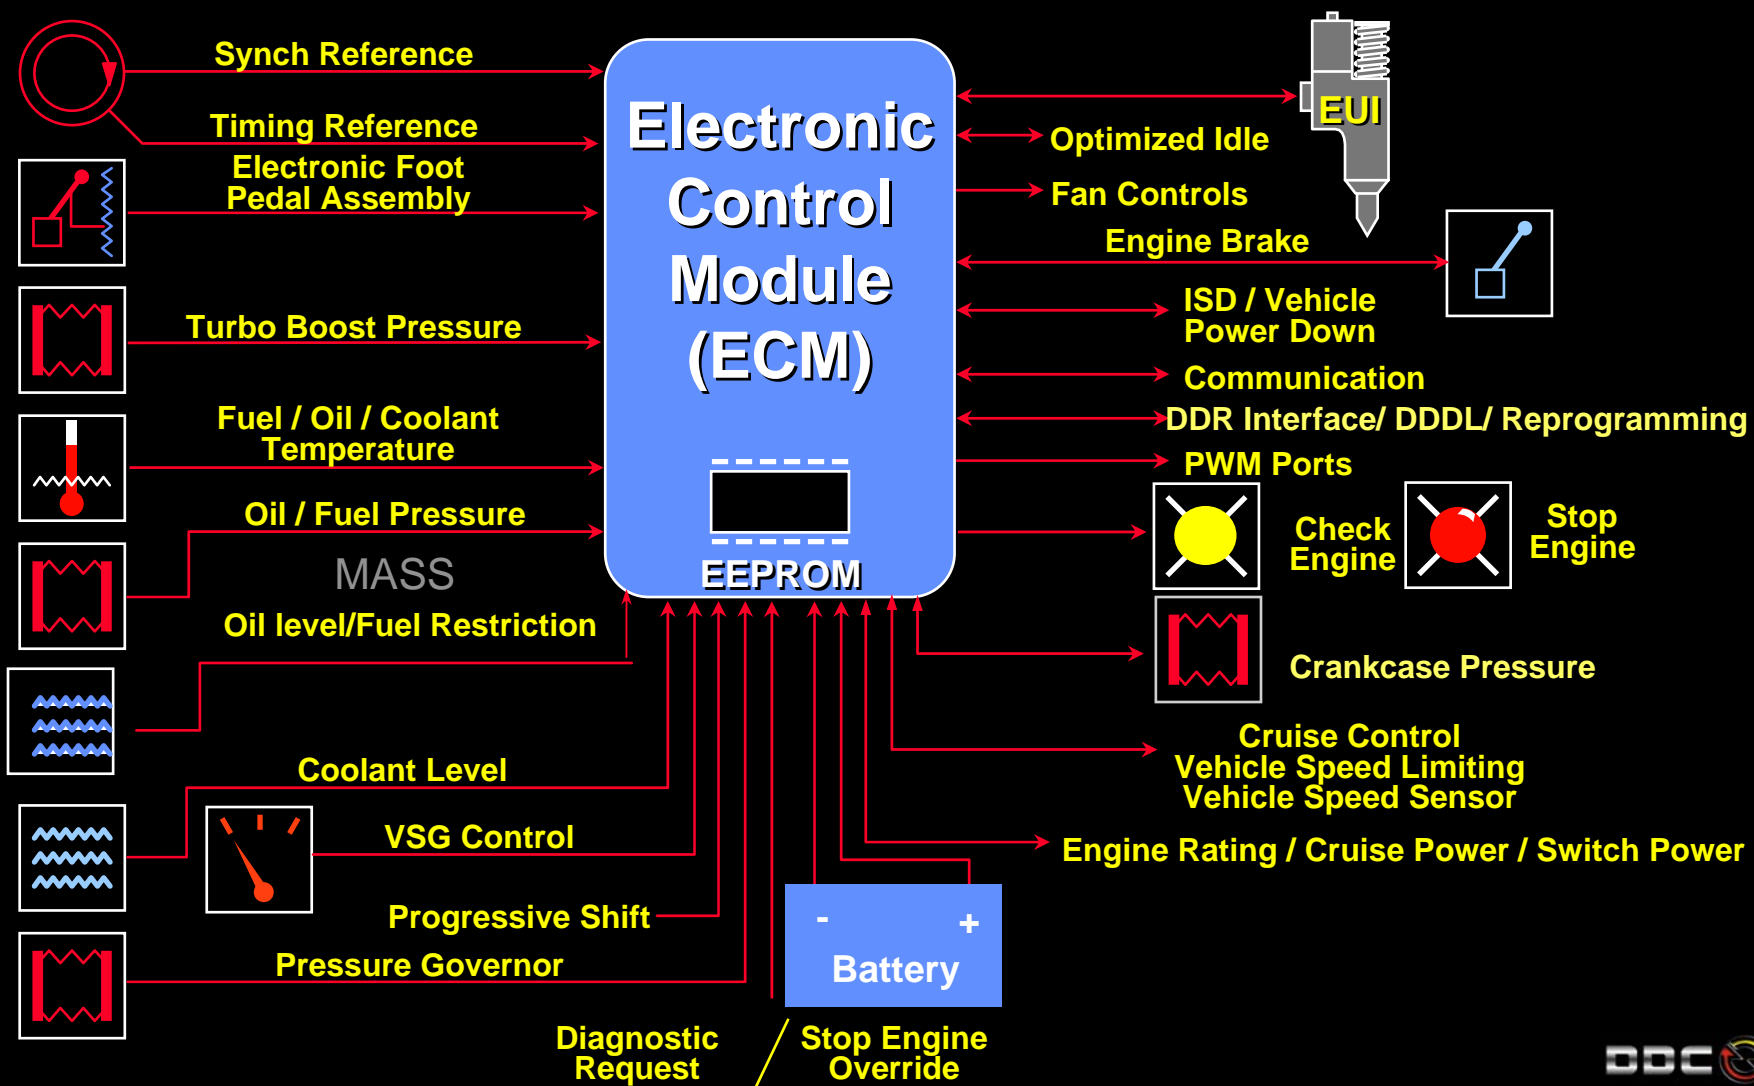 Synch Reference
Timing Reference
Electronic Foot
Pedal Assembly
Turbo Boost Pressure
Fuel / Oil / Coolant
Temperature
Oil / Fuel Pressure
MASS
Oil level/Fuel Restriction
Coolant Level
VSG Control
Progressive Shift
Pressure Governor
Diagnostic
Request
/
Stop Engine
Override
Electronic
Control
Module
(ECM)
EEPROM
- +
Battery
EUI
Optimized Idle
Fan Controls
Engine Brake
ISD / Vehicle
Power Down
Communication
DDR Interface/ DDDL/ Reprogramming
PWM Ports
Check
Engine
Stop
Engine
Crankcase Pressure
Cruise Control
Vehicle Speed Limiting
Vehicle Speed Sensor
Engine Rating / Cruise Power / Switch Power
DDC